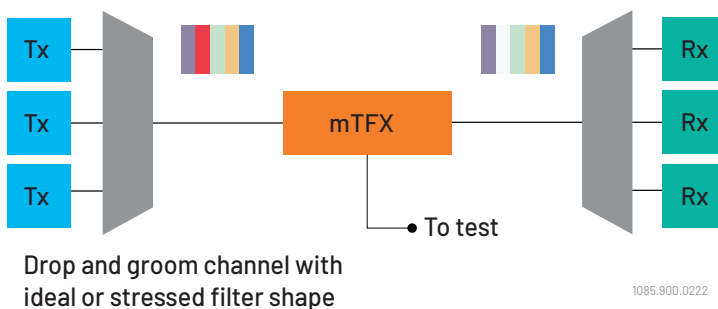 Tx
Rx
Tx
mTFX
Rx
Tx
Rx
To test
Drop and groom channel with
ideal or stressed filter shape
1085.900.0222